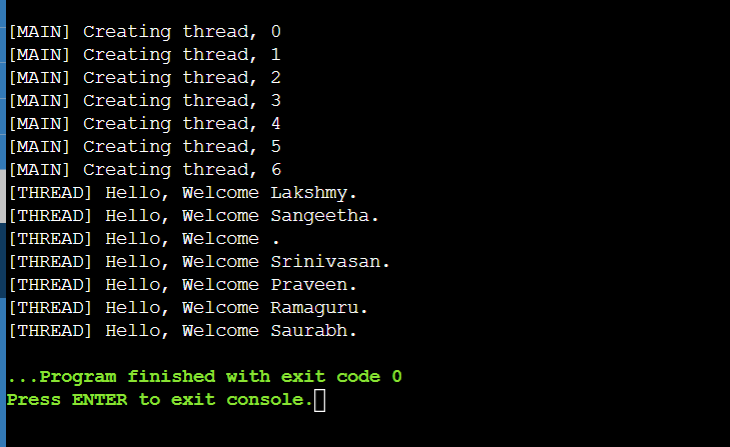 [MAIN] Creating thread, 0
[MAIN] Creating thread, 1
[MAIN] Creating thread, 2
[MAIN] Creating thread, 3
[MAIN] Creating thread, 4
[MAIN] Creating thread, 5
[MAIN] Creating thread, 6
[THREAD] Hello, Welcome Lakshmy.
[THREAD] Hello, Welcome Sangeetha.
[THREAD] Hello, Welcome .
[THREAD] Hello, Welcome Srinivasan.
[THREAD] Hello, Welcome Praveen.
[THREAD] Hello, Welcome Ramaguru.
[THREAD] Hello, Welcome Saurabh.
...Program finished with exit code 0
Press ENTER to exit console.